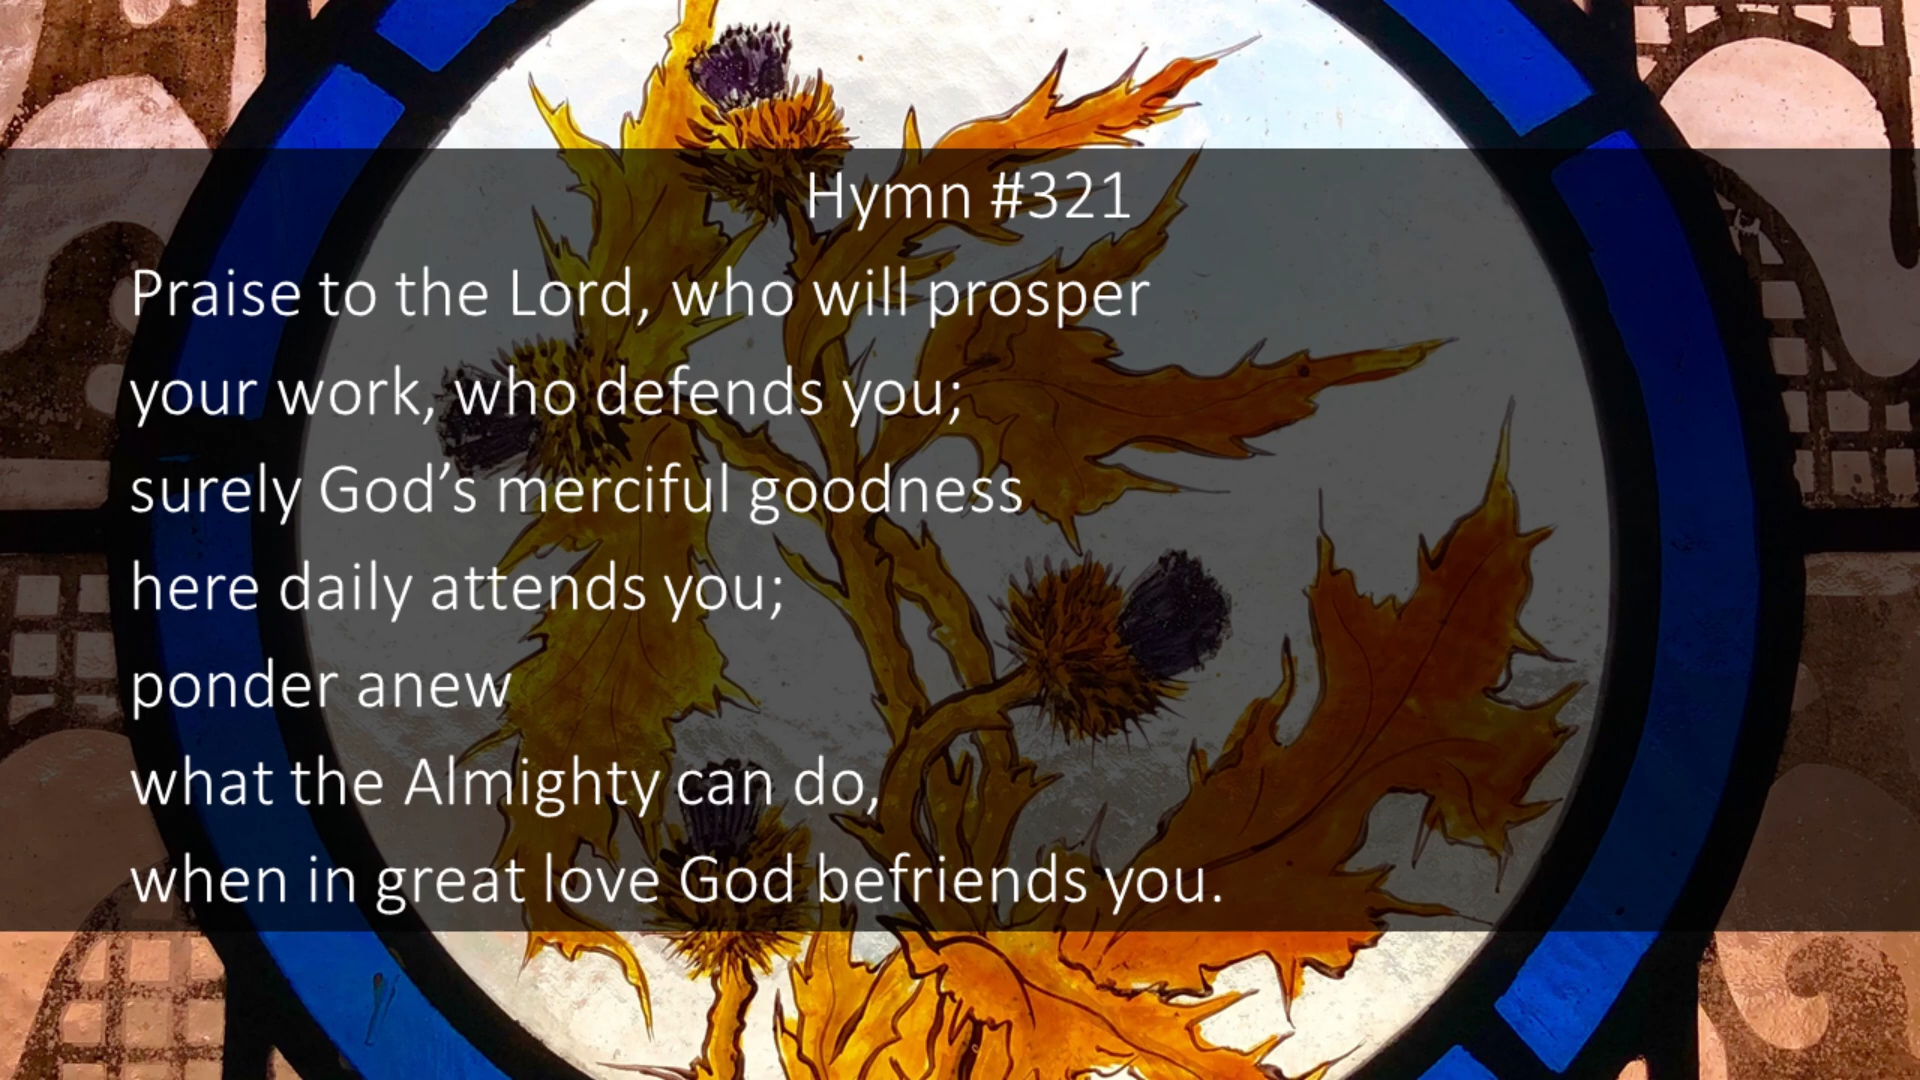 Hymn #321
Praise to the Lord, who will prosper
your work, who defends you;
surely God’s merciful goodness
here daily attends you;
ponder anew
what the Almighty can do,
when in great love God befriends you.